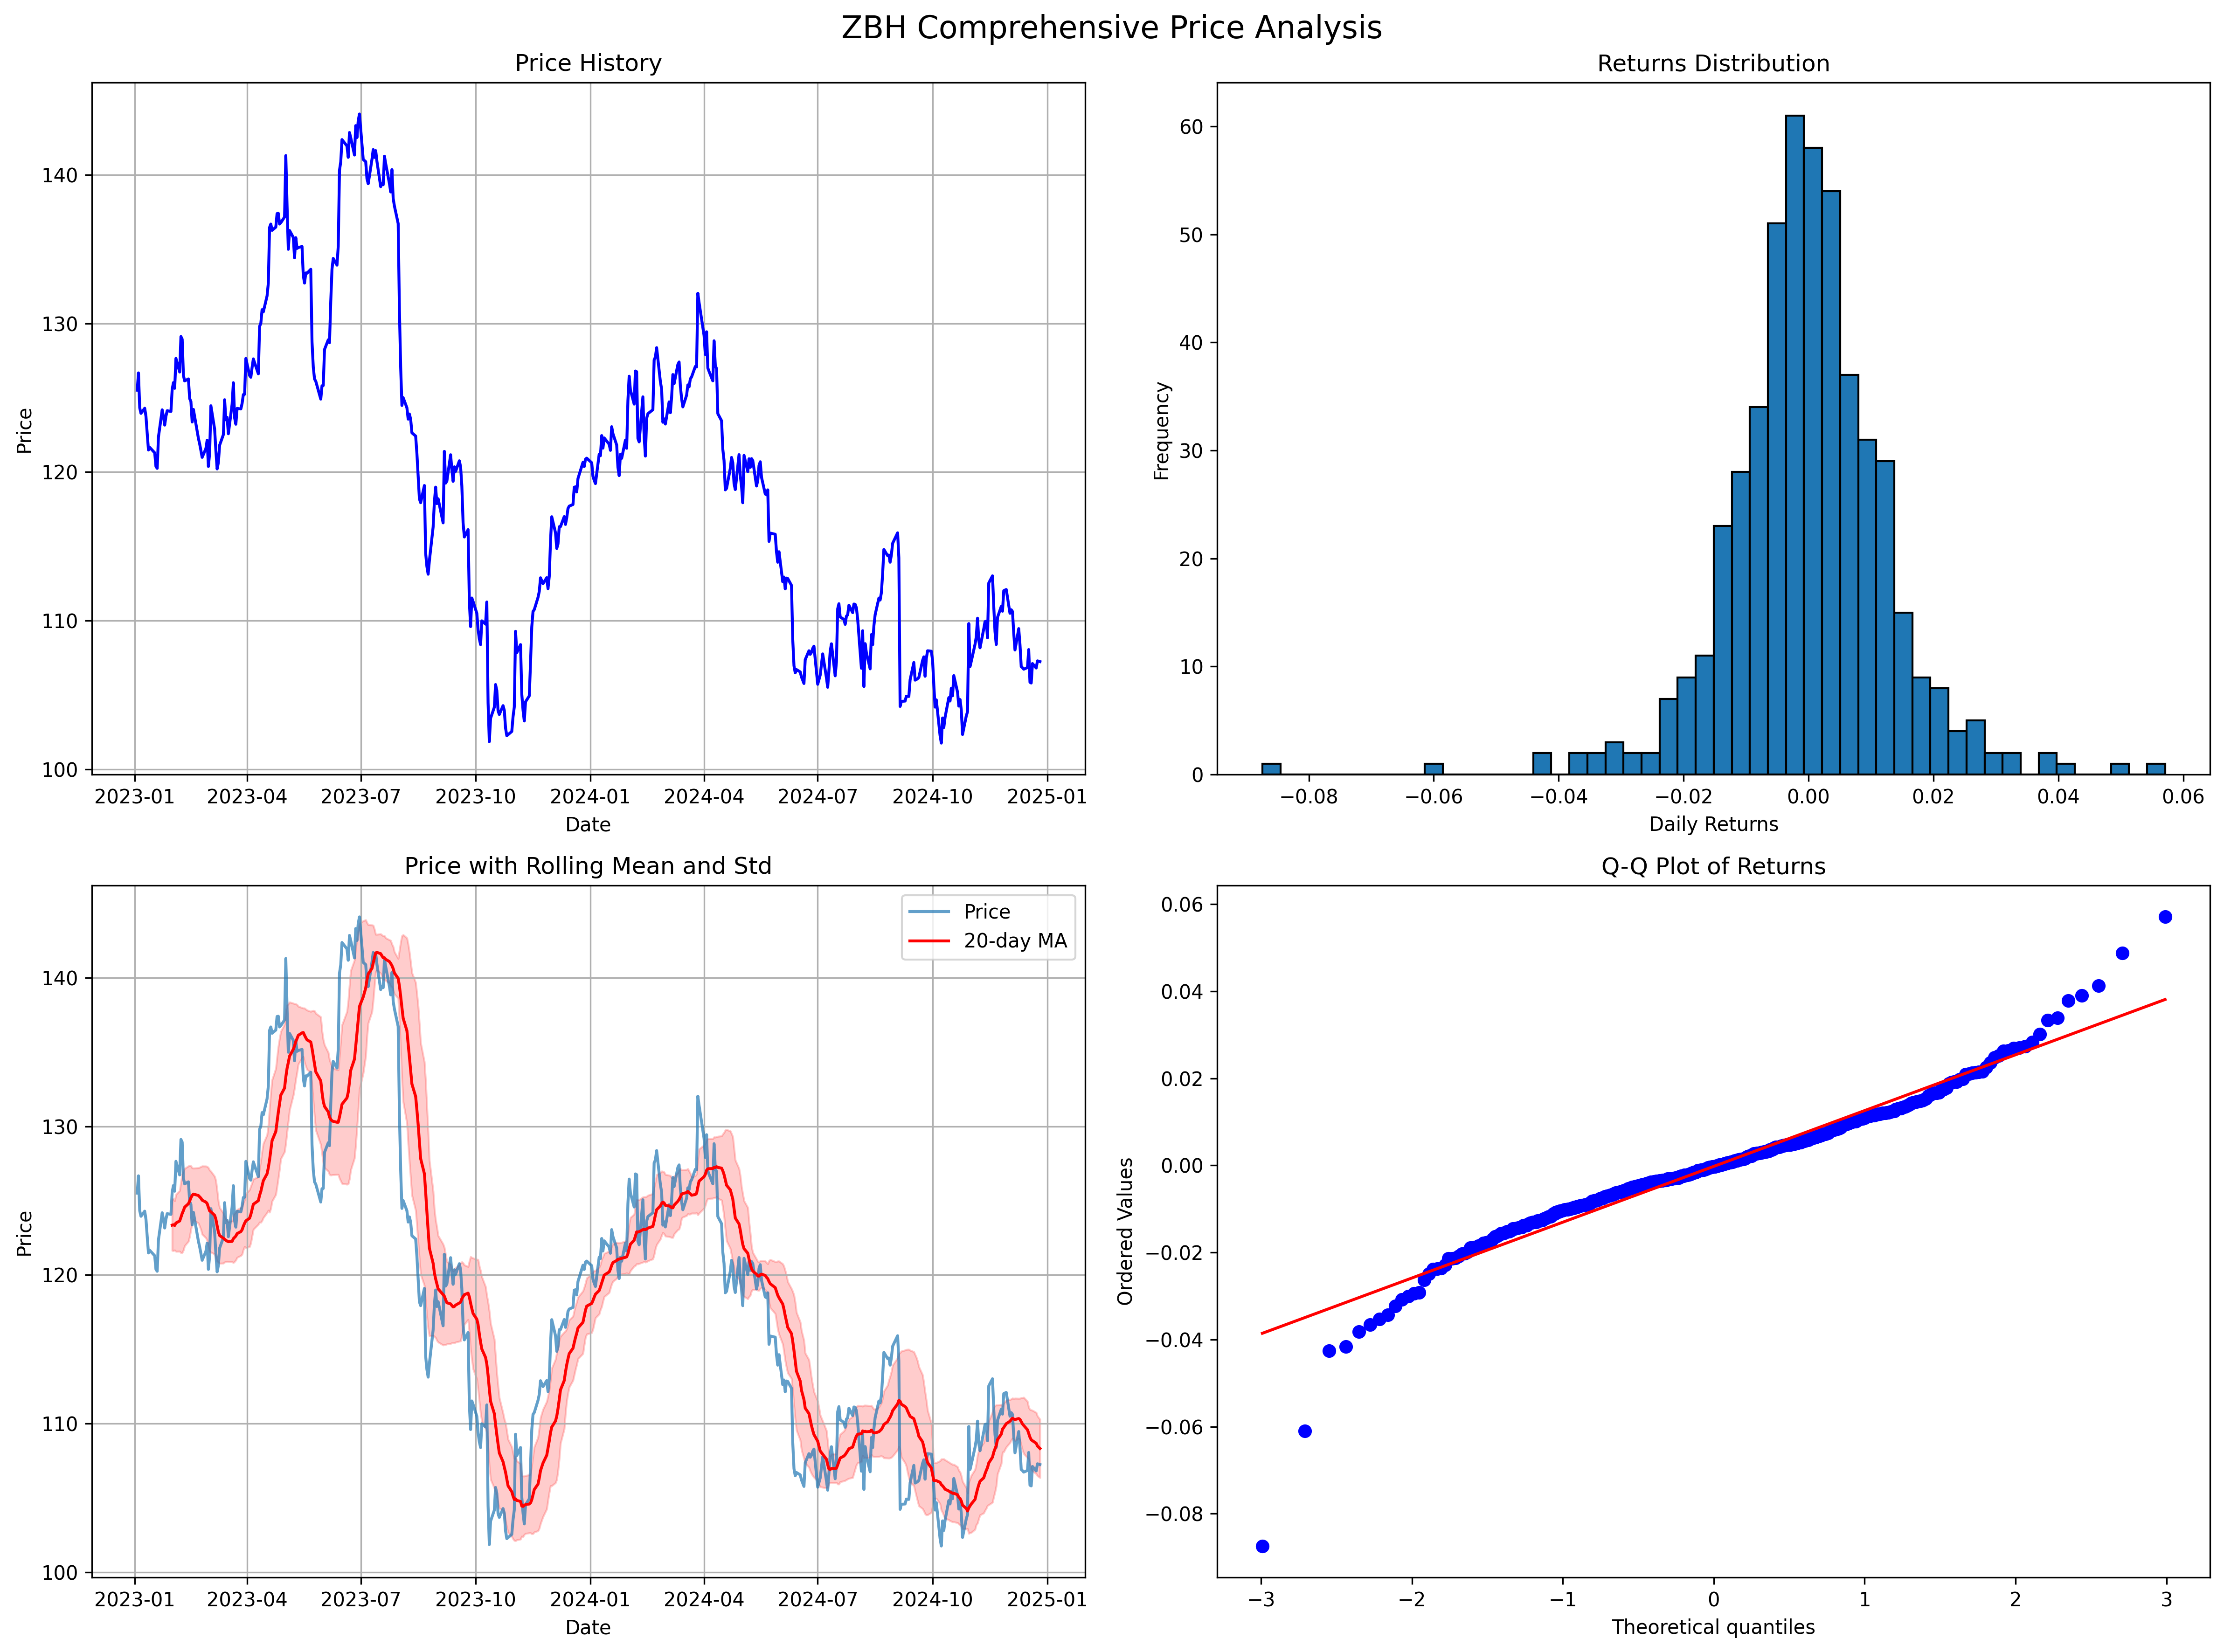 ZBH Comprehensive Price Analysis
Price History
Price
140
130
120
110
100
2023-01 2023-04 2023-07 2023-10 2024-01 2024-04 2024-07 2024-10 2025-01
Date
Returns Distribution
Frequency
60
50
40
30
20
10
0
−0.08 −0.06 −0.04 −0.02 0.00 0.02 0.04 0.06
Daily Returns
Price with Rolling Mean and Std
Price
20-day MA
Price
140
130
120
110
100
2023-01 2023-04 2023-07 2023-10 2024-01 2024-04 2024-07 2024-10 2025-01
Date
Q-Q Plot of Returns
Ordered Values
0.06
0.04
0.02
0.00
−0.02
−0.04
−0.06
−0.08
−3 −2 −1 0 1 2 3
Theoretical quantiles